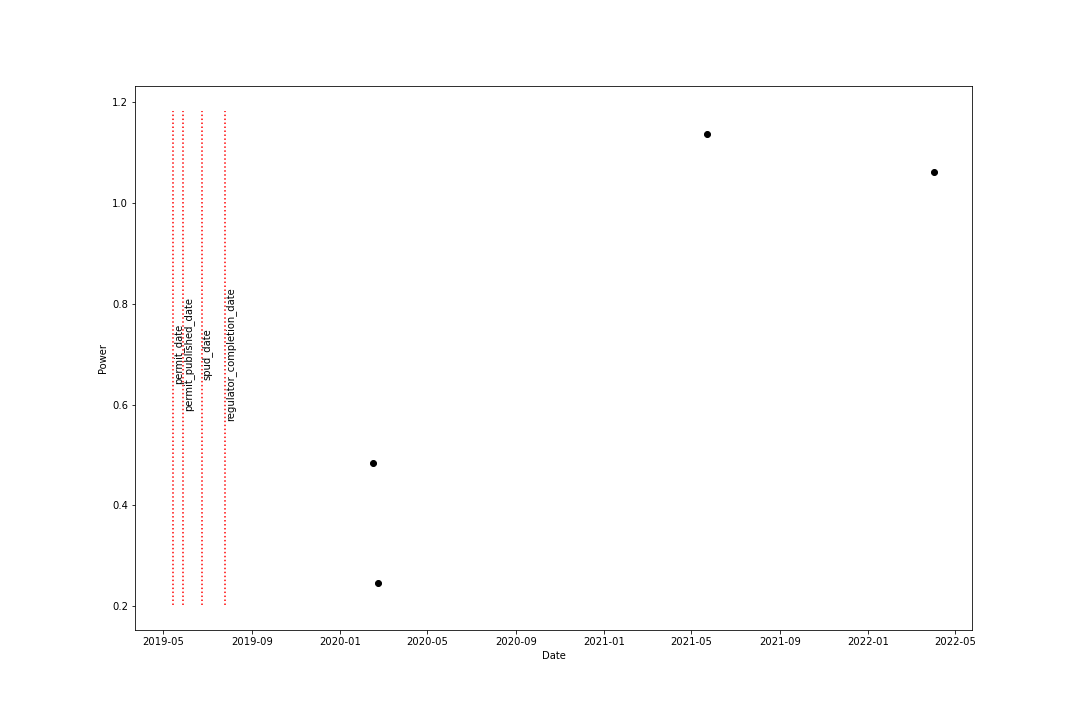 1.2
1.0
0.8
0.6
0.4
0.2
Power
permit_date
permit_published_date
spud_date
regulator_completion_date
2019-05 2019-09 2020-01 2020-05 2020-09 2021-01 2021-05 2021-09 2022-01 2022-05
Date